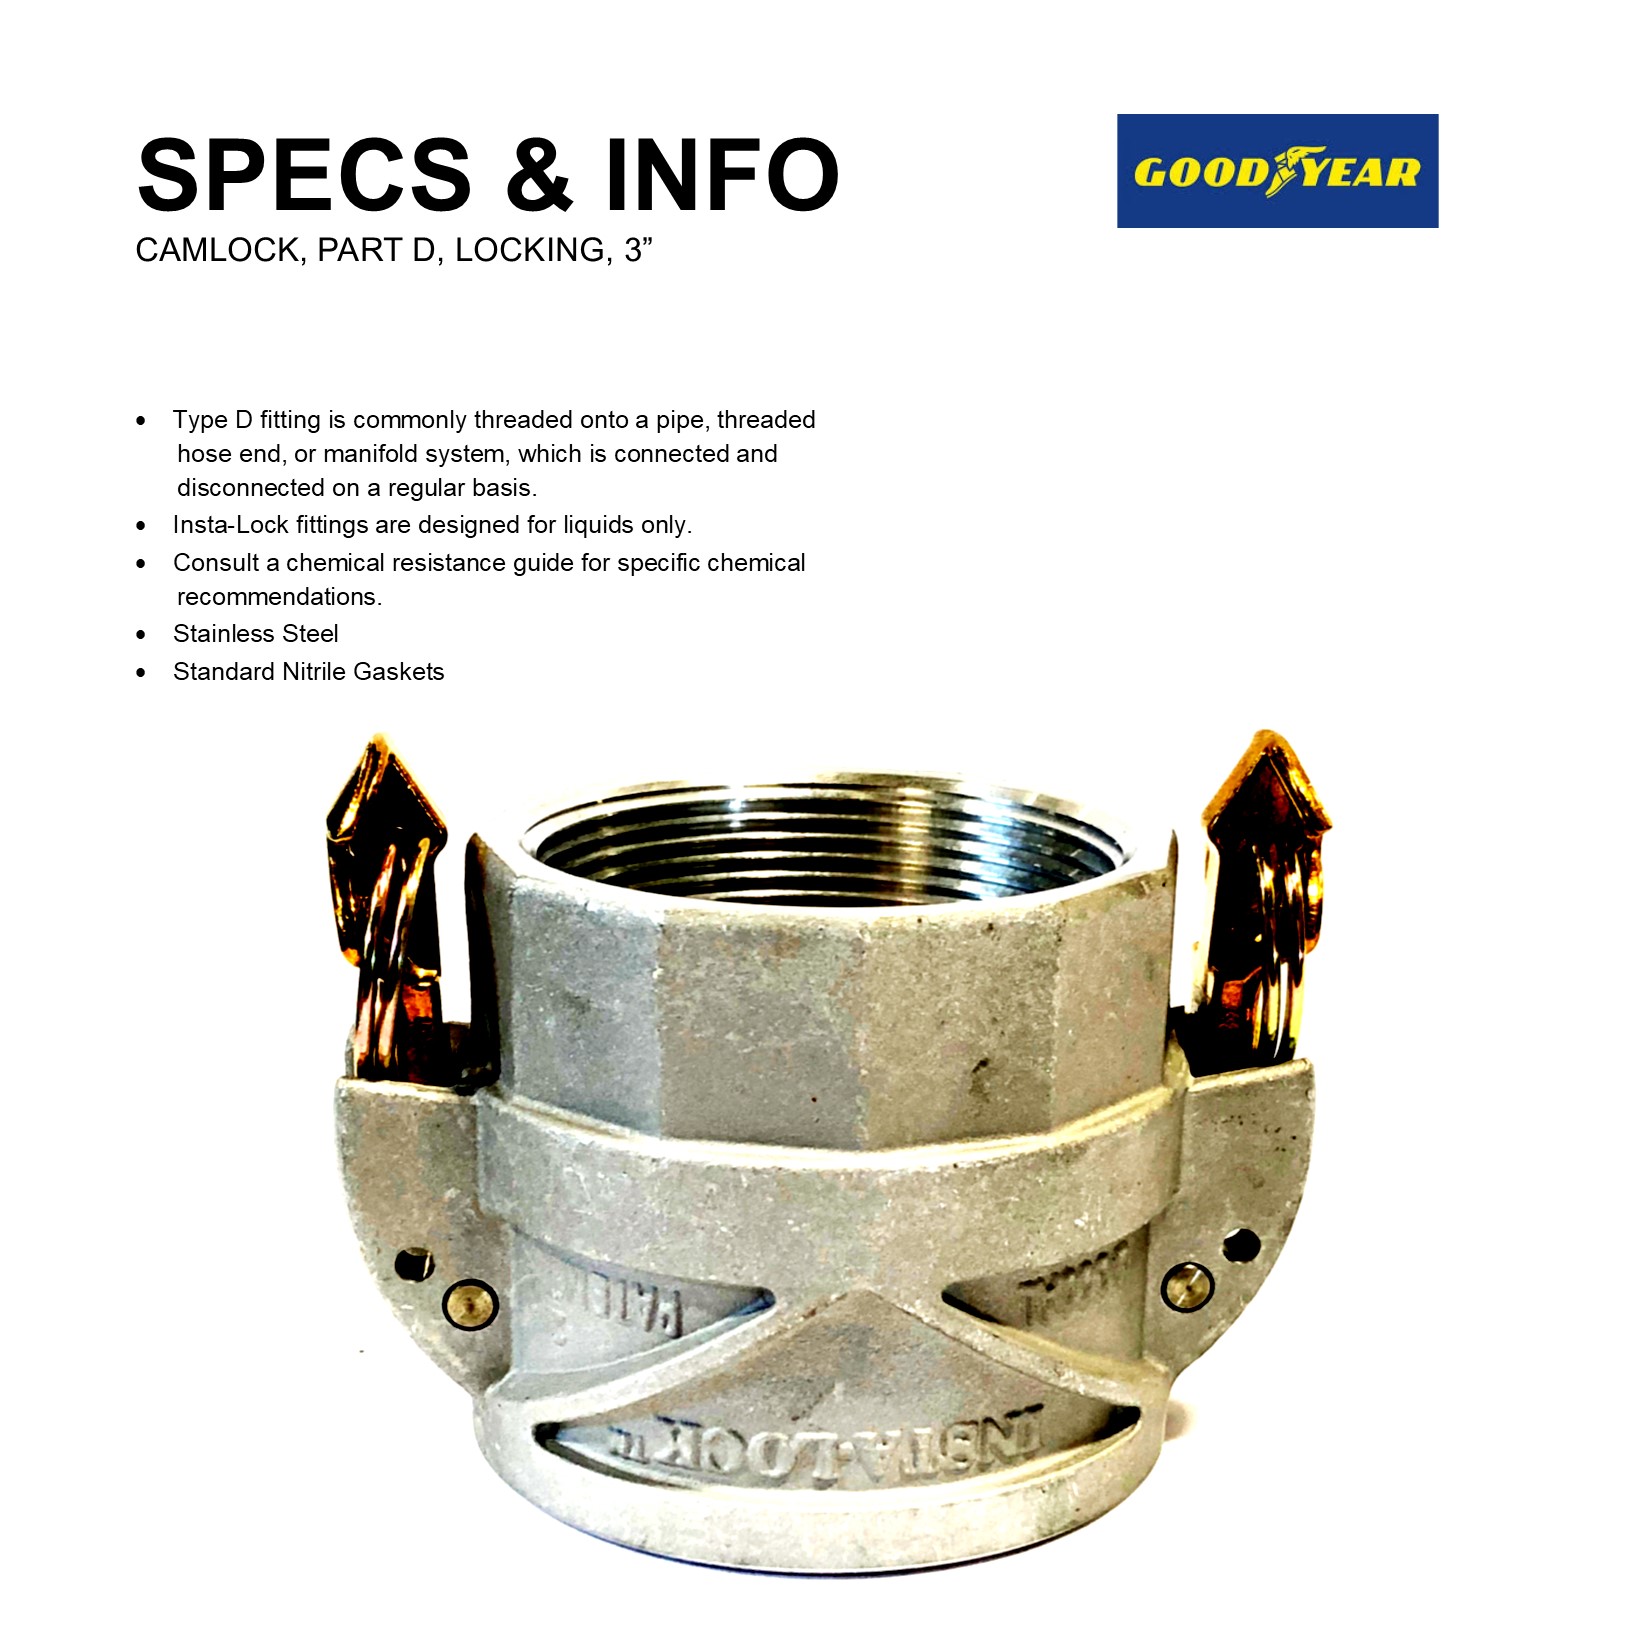 SPECS & INFO
GOODYEAR
CAMLOCK, PART D, LOCKING, 3”
• Type D fitting is commonly threaded onto a pipe, threaded
hose end, or manifold system, which is connected and
disconnected on a regular basis.
• Insta-Lock fittings are designed for liquids only.
• Consult a chemical resistance guide for specific chemical
recommendations.
• Stainless Steel
• Standard Nitrile Gaskets
INSTA-LOCK